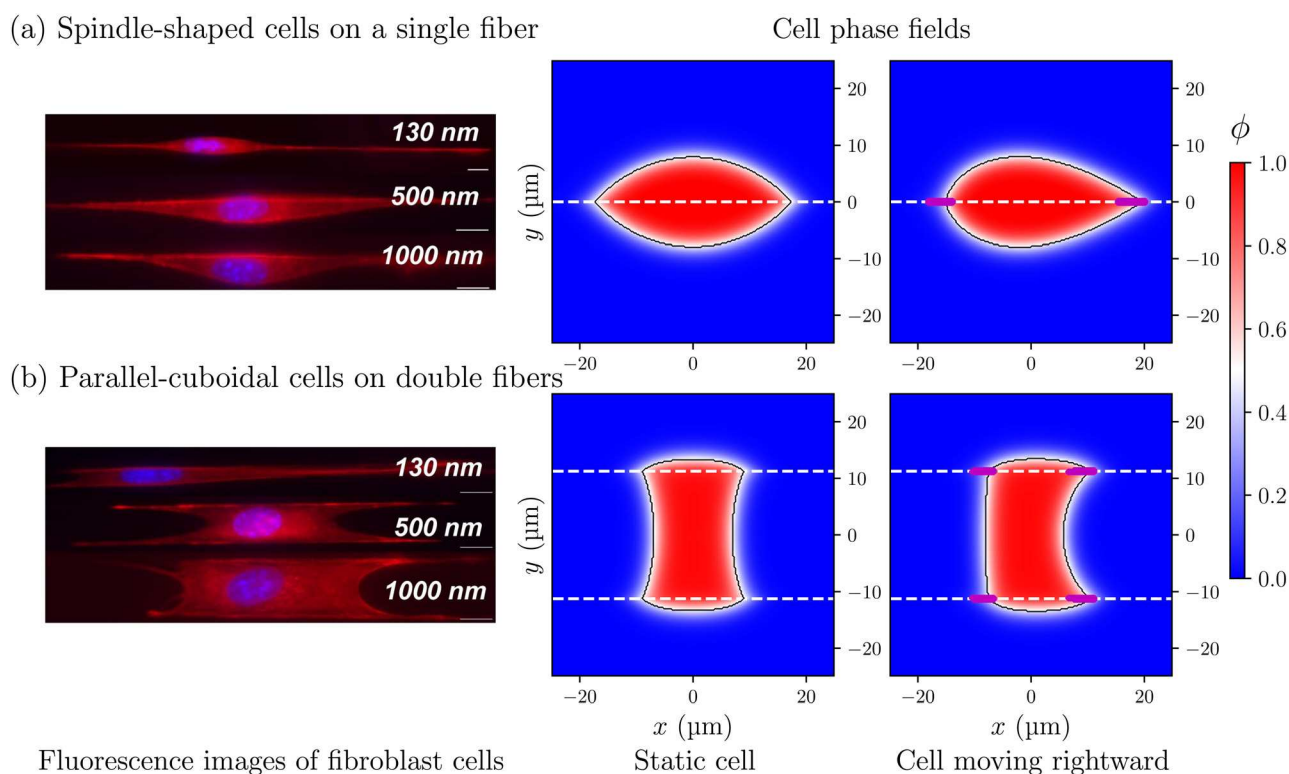 (a) Spindle-shaped cells on a single fiber
Cell phase fields
130 nm
500 nm
1000 nm
y (µm)
20
10
0
−10
−20
−20 0 20
20
10
0
−10
−20
−20 0 20
ϕ
1.0
0.8
0.6
0.4
0.2
0.0
(b) Parallel-cuboidal cells on double fibers
130 nm
500 nm
1000 nm
y (µm)
20
10
0
−10
−20
−20 0 20
x (µm)
20
10
0
−10
−20
−20 0 20
x (µm)
Fluorescence images of fibroblast cells
Static cell
Cell moving rightward